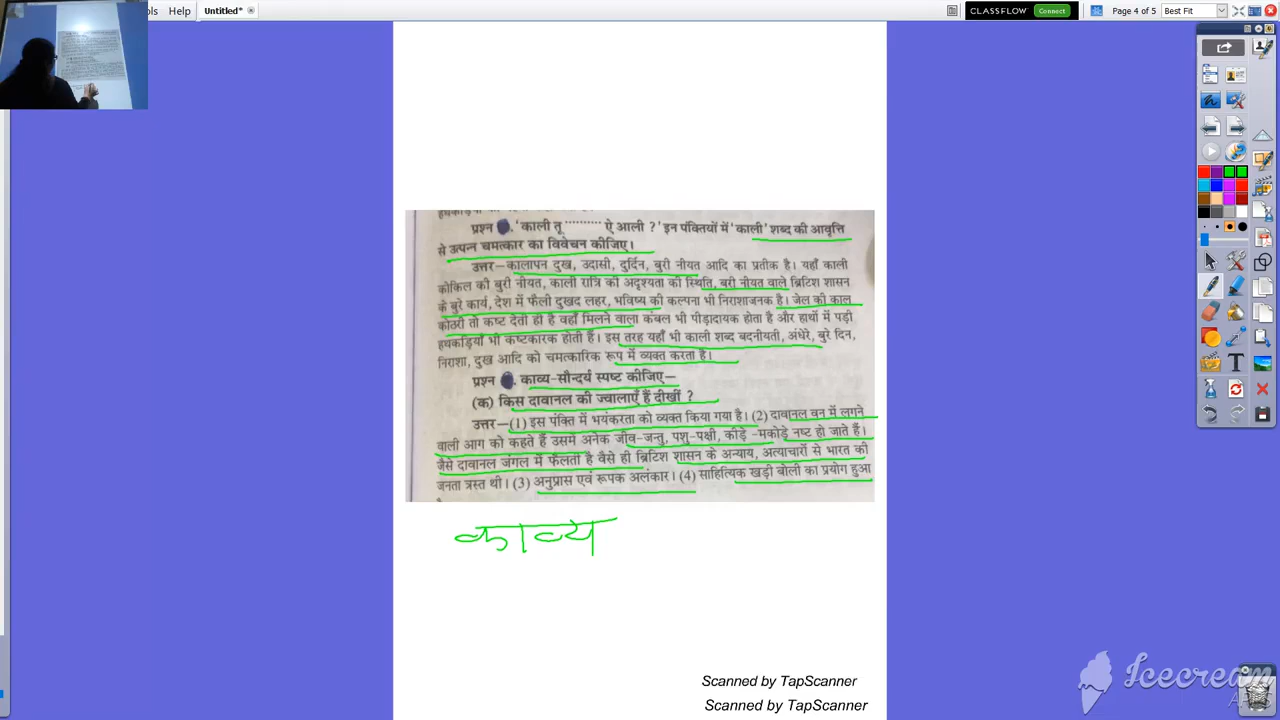 ols Help Untitled* CLASSFLOW Connect Page 4 of 5 Best Fit
प्रश्न . 'काली तू ·········· ऐ आली ?' इन पंक्तियों में 'काली' शब्द की आवृत्ति
से उत्पन्न चमत्कार का विवेचन कीजिए।
उत्तर—कालापन दुख, उदासी, दुर्दिन, बुरी नीयत आदि का प्रतीक है। यहाँ काली
कोकिल की बुरी नीयत, काली रात्रि की अदृश्यता की स्थिति, बरी नीयत वाले ब्रिटिश शासन
के बुरे कार्य, देश में फैली दुखद लहर, भविष्य की कल्पना भी निराशाजनक है। जेल की काल
कोठरी तो कष्ट देती ही है वहाँ मिलने वाला कंबल भी पीड़ादायक होता है और हाथों में पड़ी
हथकड़ियाँ भी कष्टकारक होती हैं। इस तरह यहाँ भी काली शब्द बदनीयती, अंधेरे, बुरे दिन,
निराशा, दुख आदि को चमत्कारिक रूप में व्यक्त करता है।
प्रश्न . काव्य-सौन्दर्य स्पष्ट कीजिए—
(क) किस दावानल की ज्वालाएँ हैं दीखीं ?
उत्तर—(1) इस पंक्ति में भयंकरता को व्यक्त किया गया है। (2) दावानल वन में लगने
वाली आग को कहते हैं उसमें अनेक जीव-जन्तु, पशु-पक्षी, कीड़े -मकोड़े नष्ट हो जाते हैं।
जैसे दावानल जंगल में फैलता है वैसे ही ब्रिटिश शासन के अन्याय, अत्याचारों से भारत की
जनता त्रस्त थी। (3) अनुप्रास एवं रूपक अलंकार। (4) साहित्यिक खड़ी बोली का प्रयोग हुआ
काव्य
Scanned by TapScanner
Scanned by TapScanner
Icecream
APPS